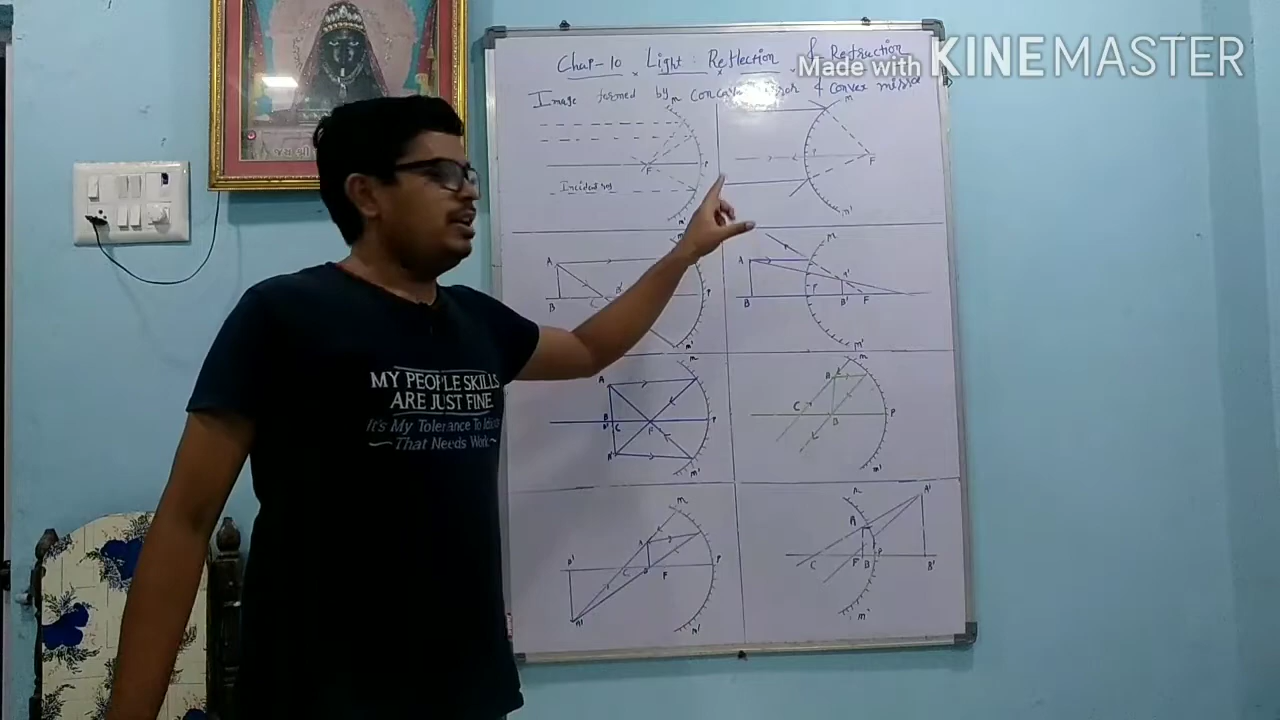 Made with KINEMASTER
Chap-10 Light: Reflection & Refraction
Image formed by concave mirror & convex mirror
M
F
P
Incident ray
M'
M
P
F
M'
A
B
C
B'
M
P
M'
A
B
M
P
A'
B'
F
M'
A
B
B'
C
F
A'
M
P
M'
B
C
B
M
P
M'
B'
A'
C
A
B
F
M
P
M'
C
F
B
A
M
P
M'
A'
B'
MY PEOPLE SKILLS
ARE JUST FINE.
It's My Tolerance To Idiots
That Needs Work